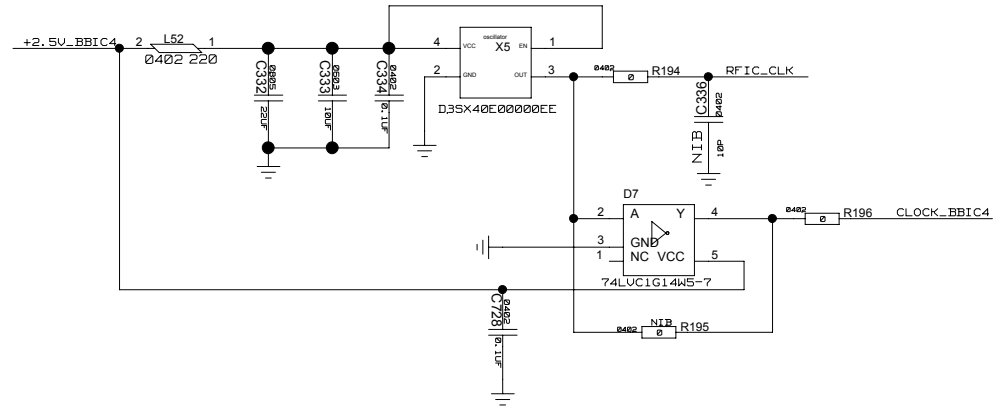 +2.5V_BBIC4
2
L52
1
0402 220
C332
0805
22UF
C333
0603
10UF
C334
0402
0.1UF
4
VCC
oscillator
X5
EN
1
2
GND
OUT
3
D3SX40E00000EE
0402
0
R194
RFIC_CLK
C336
0402
NIB
10P
D7
2
A
Y
4
3
GND
1
NC
VCC
5
74LVC1G14W5-7
0402
0
R196
CLOCK_BBIC4
C728
0402
0.1UF
0402
NIB
0
R195